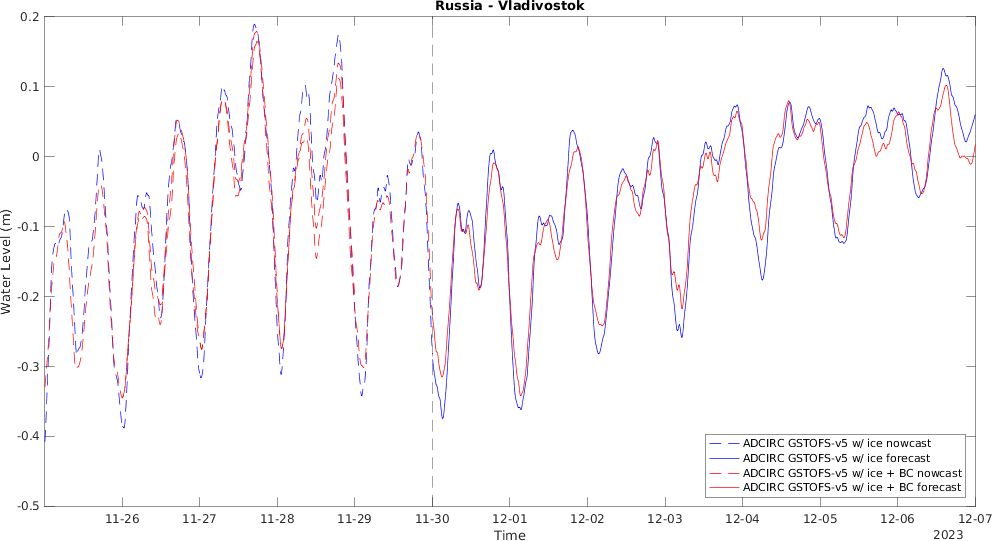 Russia - Vladivostok
0.2
0.1
0
-0.1
-0.2
-0.3
-0.4
-0.5
Water Level (m)
ADCIRC GSTOFS-v5 w/ ice nowcast
ADCIRC GSTOFS-v5 w/ ice forecast
ADCIRC GSTOFS-v5 w/ ice + BC nowcast
ADCIRC GSTOFS-v5 w/ ice + BC forecast
11-26 11-27 11-28 11-29 11-30 12-01 12-02 12-03 12-04 12-05 12-06 12-07
Time
2023